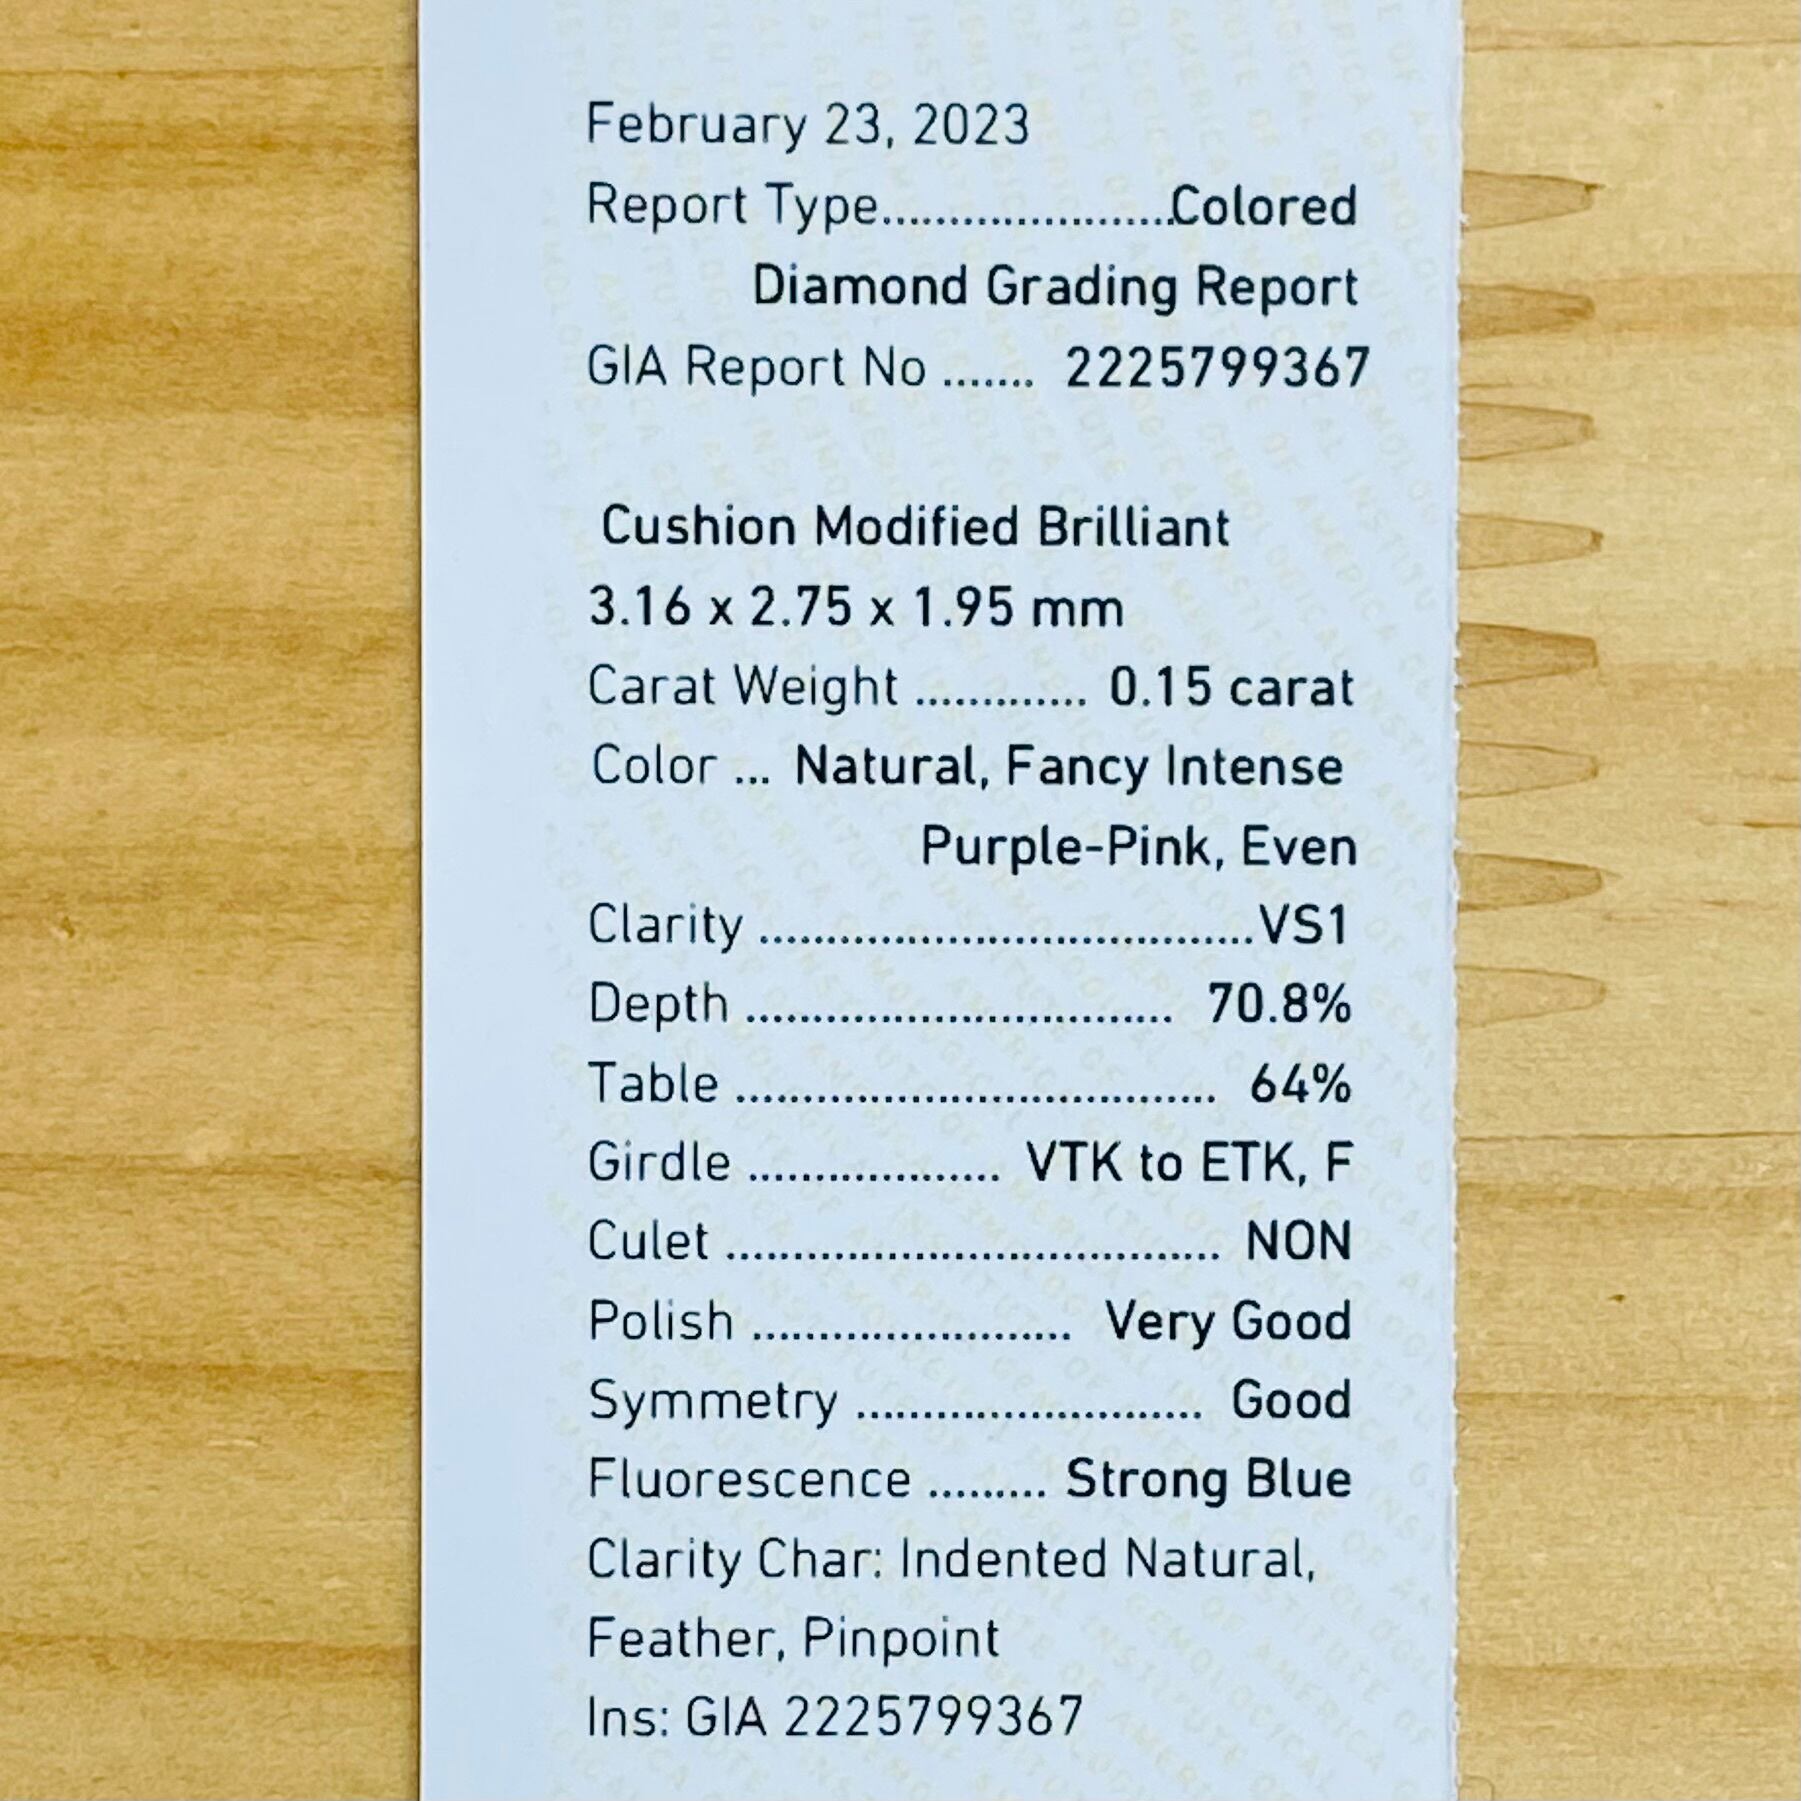 February 23, 2023
Report Type......................Colored
Diamond Grading Report
GIA Report No ....... 2225799367
Cushion Modified Brilliant
3.16 x 2.75 x 1.95 mm
Carat Weight ............. 0.15 carat
Color ... Natural, Fancy Intense
Purple-Pink, Even
Clarity .....................................VS1
Depth ................................ 70.8%
Table .................................... 64%
Girdle ................... VTK to ETK, F
Culet ..................................... NON
Polish ........................ Very Good
Symmetry .......................... Good
Fluorescence ......... Strong Blue
Clarity Char: Indented Natural,
Feather, Pinpoint
Ins: GIA 2225799367